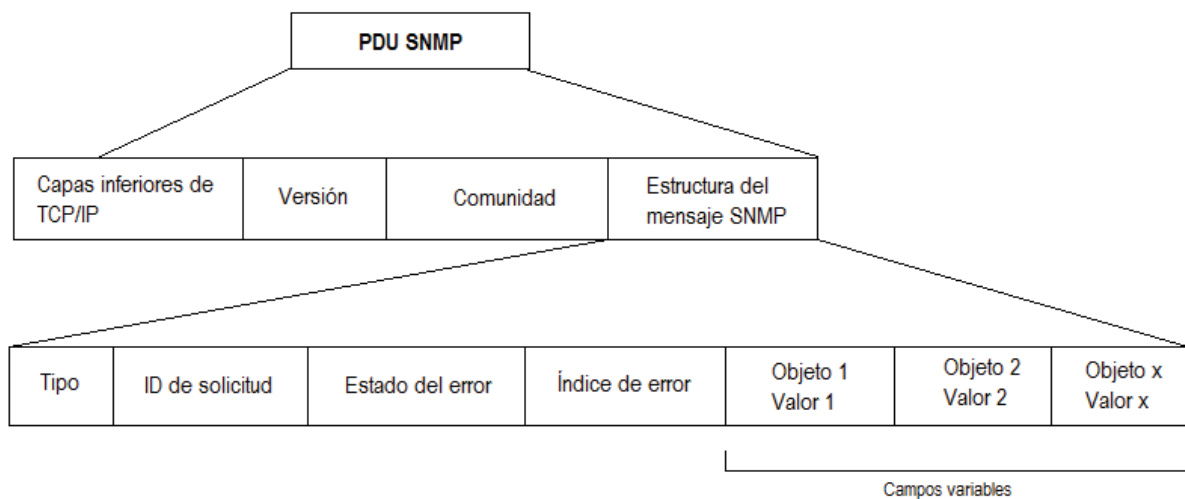 PDU SNMP
Capas inferiores de
TCP/IP
Versión
Comunidad
Estructura del
mensaje SNMP
Tipo
ID de solicitud
Estado del error
Índice de error
Objeto 1
Valor 1
Objeto 2
Valor 2
Objeto x
Valor x
Campos variables